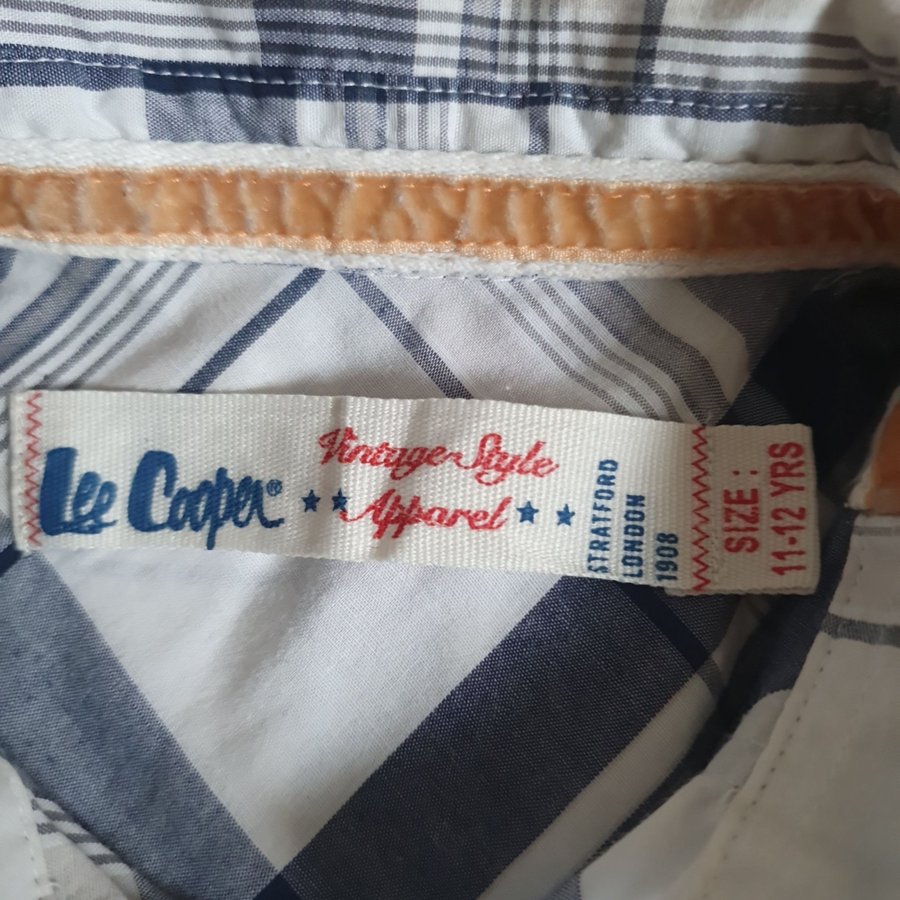 Lee Cooper®
Vintage Style
Apparel
STRATFORD
LONDON
1908
SIZE:
11-12 YRS